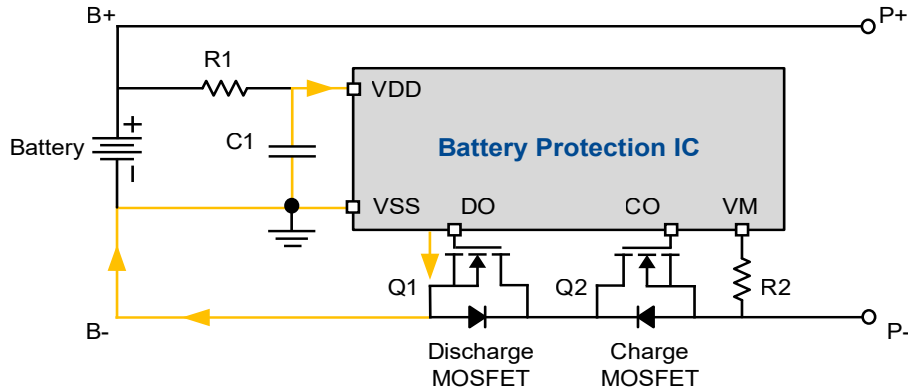 B+
P+
R1
VDD
+
Battery
C1
Battery Protection IC
–
VSS
DO
CO
VM
Q1
Q2
R2
B-
P-
Discharge
MOSFET
Charge
MOSFET